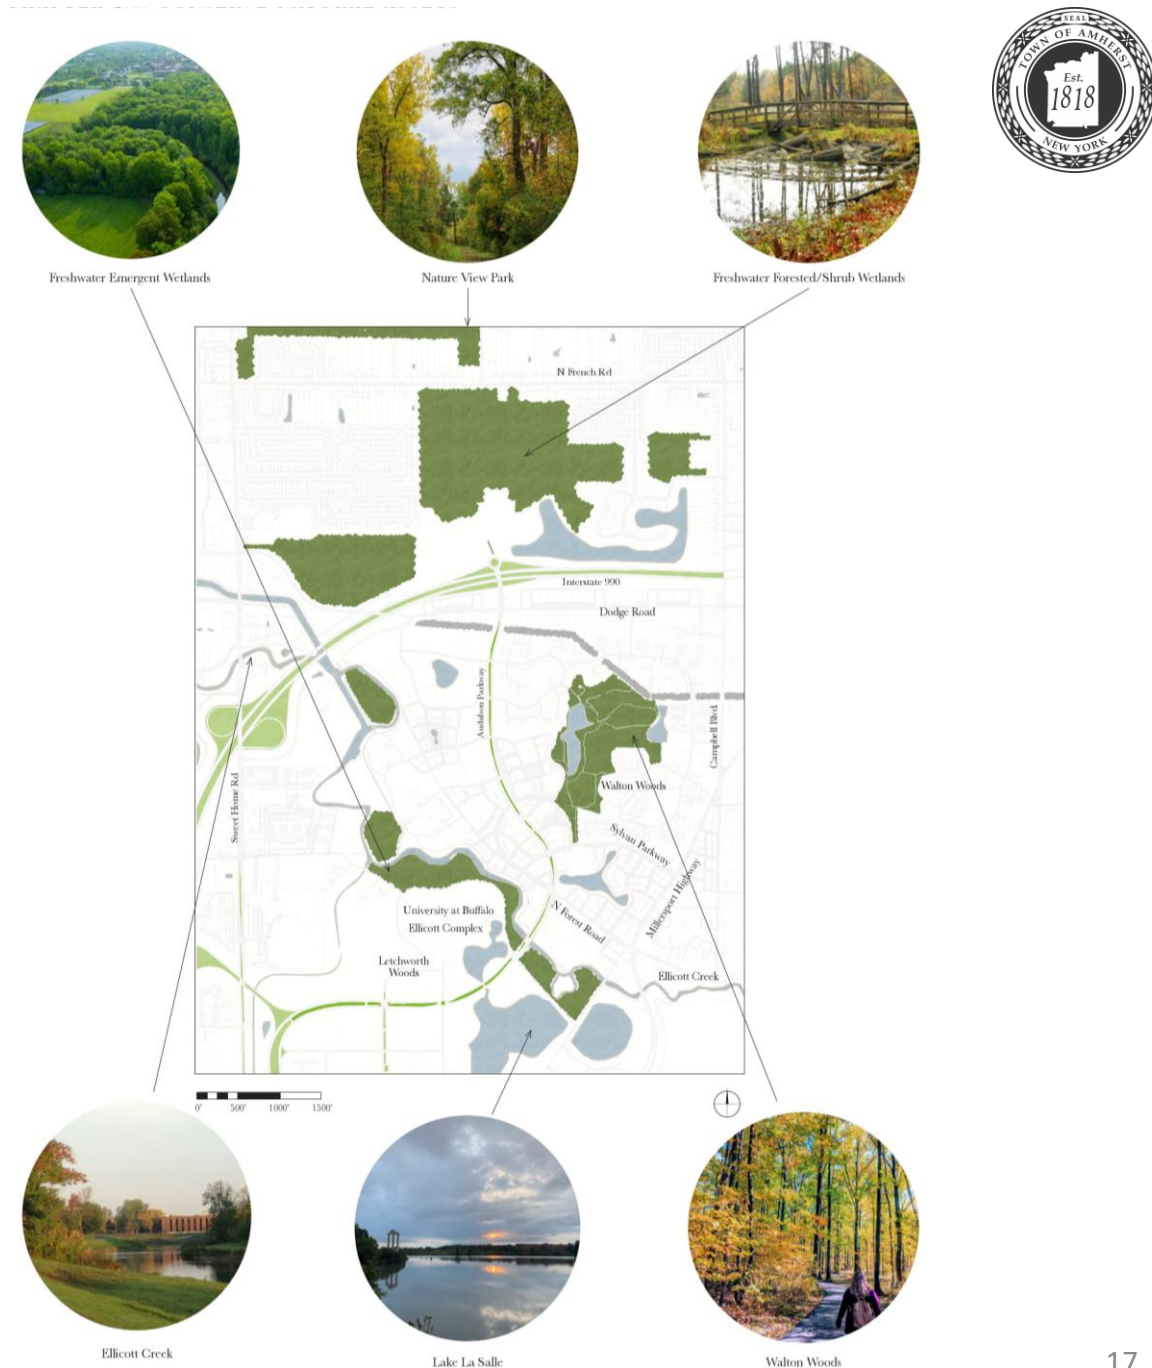 SEAL
TOWN OF AMHERST
Est.
1818
NEW YORK
Freshwater Emergent Wetlands
Nature View Park
Freshwater Forested/Shrub Wetlands
N French Rd
Interstate 990
Dodge Road
Audubon Parkway
Campbell Blvd.
Walton Woods
Sweet Home Rd
Sylvan Parkway
Millersport Highway
University at Buffalo
Ellicott Complex
N Forest Road
Letchworth
Woods
Ellicott Creek
0' 500' 1000' 1500'
Ellicott Creek
Lake La Salle
Walton Woods
17